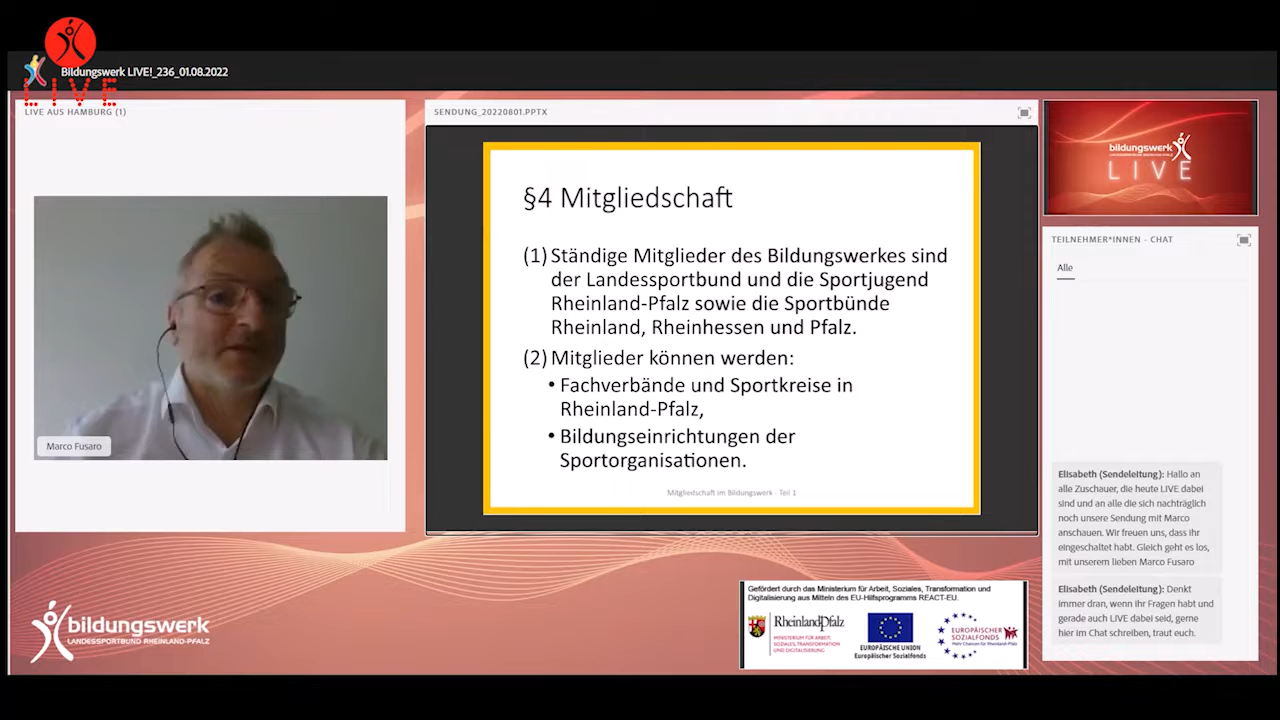 Bildungswerk LIVE!_236_01.08.2022
LIVE
LIVE AUS HAMBURG (1)
Marco Fusaro
SENDUNG_20220801.PPTX
§4 Mitgliedschaft
(1) Ständige Mitglieder des Bildungswerkes sind
der Landessportbund und die Sportjugend
Rheinland-Pfalz sowie die Sportbünde
Rheinland, Rheinhessen und Pfalz.
(2) Mitglieder können werden:
• Fachverbände und Sportkreise in
Rheinland-Pfalz,
• Bildungseinrichtungen der
Sportorganisationen.
Mitgliedschaft im Bildungswerk - Teil 1
bildungswerk
LANDESSPORTBUND RHEINLAND-PFALZ
LIVE
TEILNEHMER*INNEN - CHAT
Alle
Elisabeth (Sendeleitung): Hallo an
alle Zuschauer, die heute LIVE dabei
sind und an alle die sich nachträglich
noch unsere Sendung mit Marco
anschauen. Wir freuen uns, dass ihr
eingeschaltet habt. Gleich geht es los,
mit unserem lieben Marco Fusaro
Elisabeth (Sendeleitung): Denkt
immer dran, wenn ihr Fragen habt und
gerade auch LIVE dabei seid, gerne
hier im Chat schreiben, traut euch.
bildungswerk
LANDESSPORTBUND RHEINLAND-PFALZ
Gefördert durch das Ministerium für Arbeit, Soziales, Transformation und
Digitalisierung aus Mitteln des EU-Hilfsprogramms REACT-EU.
RheinlandPfalz
MINISTERIUM FÜR ARBEIT,
SOZIALES, TRANSFORMATION
UND DIGITALISIERUNG
EUROPÄISCHE UNION
Europäischer Sozialfonds
EUROPÄISCHER
SOZIALFONDS
Mehr Chancen für Rheinland-Pfalz